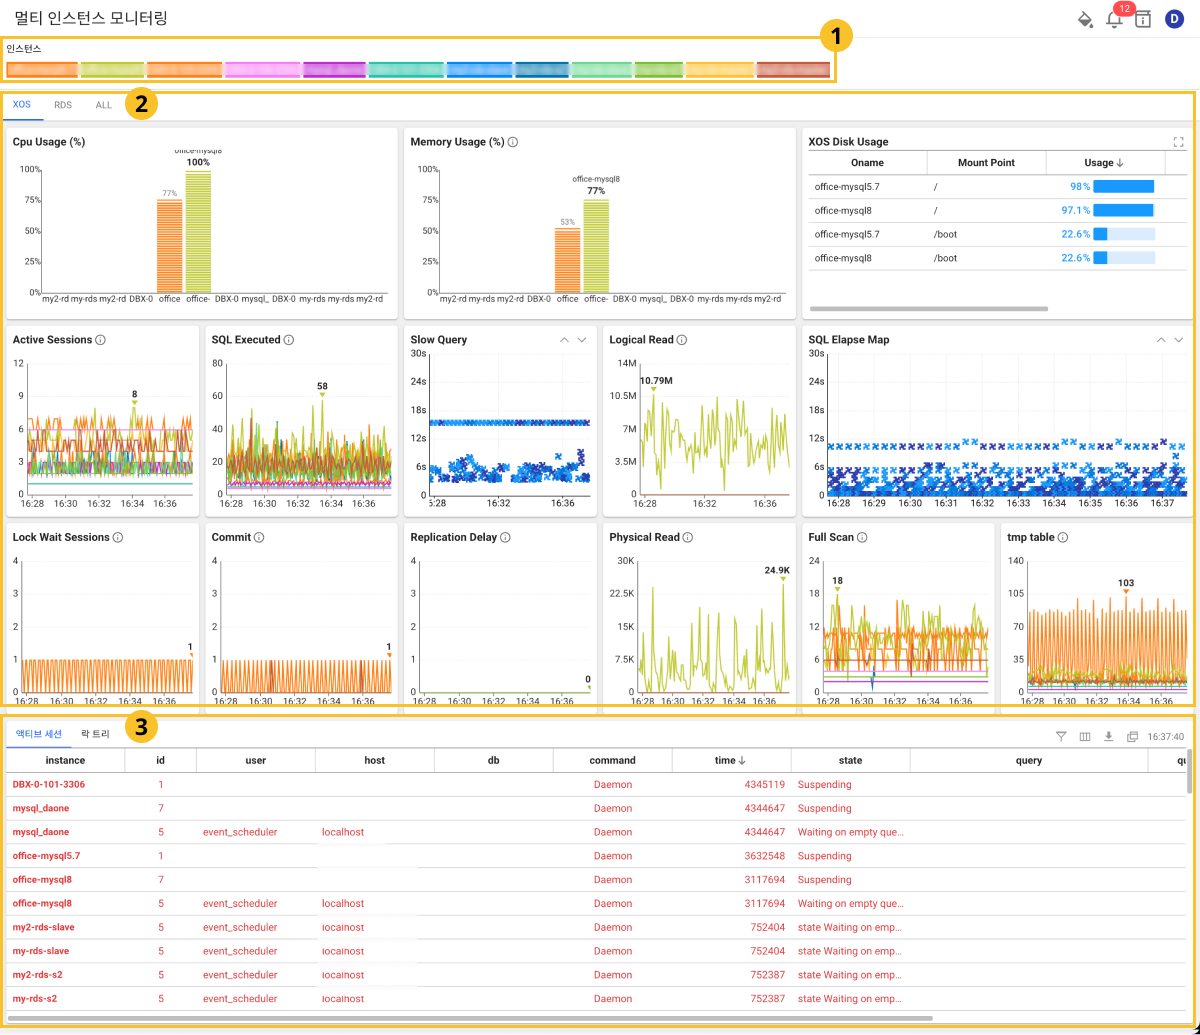 멀티 인스턴스 모니터링
12
D
인스턴스
1
XOS RDS ALL
2
Cpu Usage (%)
office-mysql8
100%
77%
100%
75%
50%
25%
0%
my2-rd my-rds my2-rd DBX-0 office office- DBX-0 mysql_ DBX-0 my-rds my-rds my2-rd
Memory Usage (%)
office-mysql8
77%
53%
100%
75%
50%
25%
0%
my2-rd my-rds my2-rd DBX-0 office office- DBX-0 mysql_ DBX-0 my-rds my-rds my2-rd
XOS Disk Usage
Oname Mount Point Usage
office-mysql5.7 / 98%
office-mysql8 / 97.1%
office-mysql5.7 /boot 22.6%
office-mysql8 /boot 22.6%
Active Sessions
12
9
6
3
0
8
16:28 16:30 16:32 16:34 16:36
SQL Executed
80
60
40
20
0
58
16:28 16:30 16:32 16:34 16:36
Slow Query
30s
24s
18s
12s
6s
0
3:28 16:32 16:36
Logical Read
14M
10.5M
7M
3.5M
0
10.79M
16:28 16:32 16:36
SQL Elapse Map
30s
24s
18s
12s
6s
0
16:28 16:29 16:30 16:31 16:32 16:33 16:34 16:35 16:36 16:37
Lock Wait Sessions
4
3
2
1
0
1
16:28 16:30 16:32 16:34 16:36
Commit
4
3
2
1
0
1
16:28 16:30 16:32 16:34 16:36
Replication Delay
4
3
2
1
0
0
16:28 16:30 16:32 16:34 16:36
Physical Read
30K
22.5K
15K
7.5K
0
24.9K
16:28 16:30 16:32 16:34 16:36
Full Scan
24
18
12
6
0
18
16:28 16:30 16:32 16:34 16:36
tmp table
140
105
70
35
0
103
16:28 16:30 16:32 16:34 16:36
액티브 세션 락 트리
3
16:37:40
instance id user host db command time state query qu
DBX-0-101-3306 1 Daemon 4345119 Suspending
mysql_daone 7 Daemon 4344647 Suspending
mysql_daone 5 event_scheduler localhost Daemon 4344647 Waiting on empty que...
office-mysql5.7 1 Daemon 3632548 Suspending
office-mysql8 7 Daemon 3117694 Suspending
office-mysql8 5 event_scheduler localhost Daemon 3117694 Waiting on empty que...
my2-rds-slave 5 event_scheduler localhost Daemon 752404 state Waiting on emp...
my-rds-slave 5 event_scheduler localhost Daemon 752404 state Waiting on emp...
my2-rds-s2 5 event_scheduler localhost Daemon 752387 state Waiting on emp...
my-rds-s2 5 event_scheduler localhost Daemon 752387 state Waiting on emp...